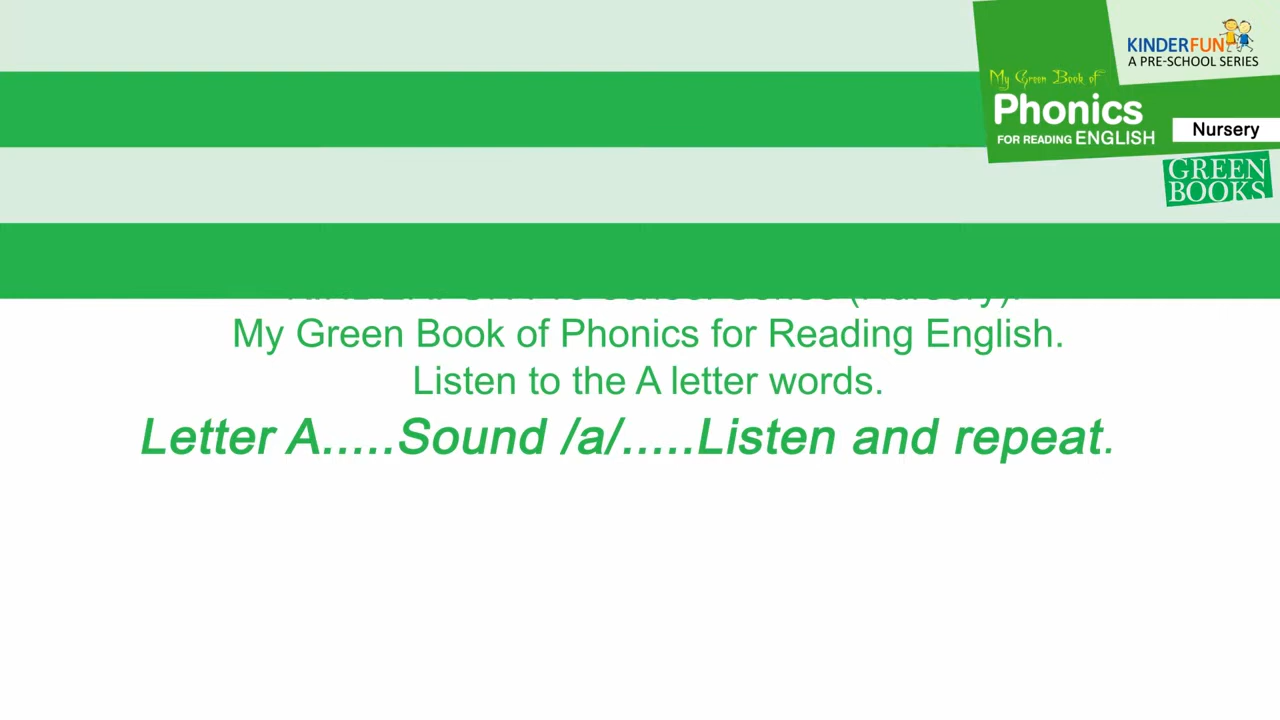 KINDERFUN
A PRE-SCHOOL SERIES
My Green Book of
Phonics
FOR READING ENGLISH
Nursery
GREEN
BOOKS
My Green Book of Phonics for Reading English.
Listen to the A letter words.
Letter A.....Sound /a/.....Listen and repeat.